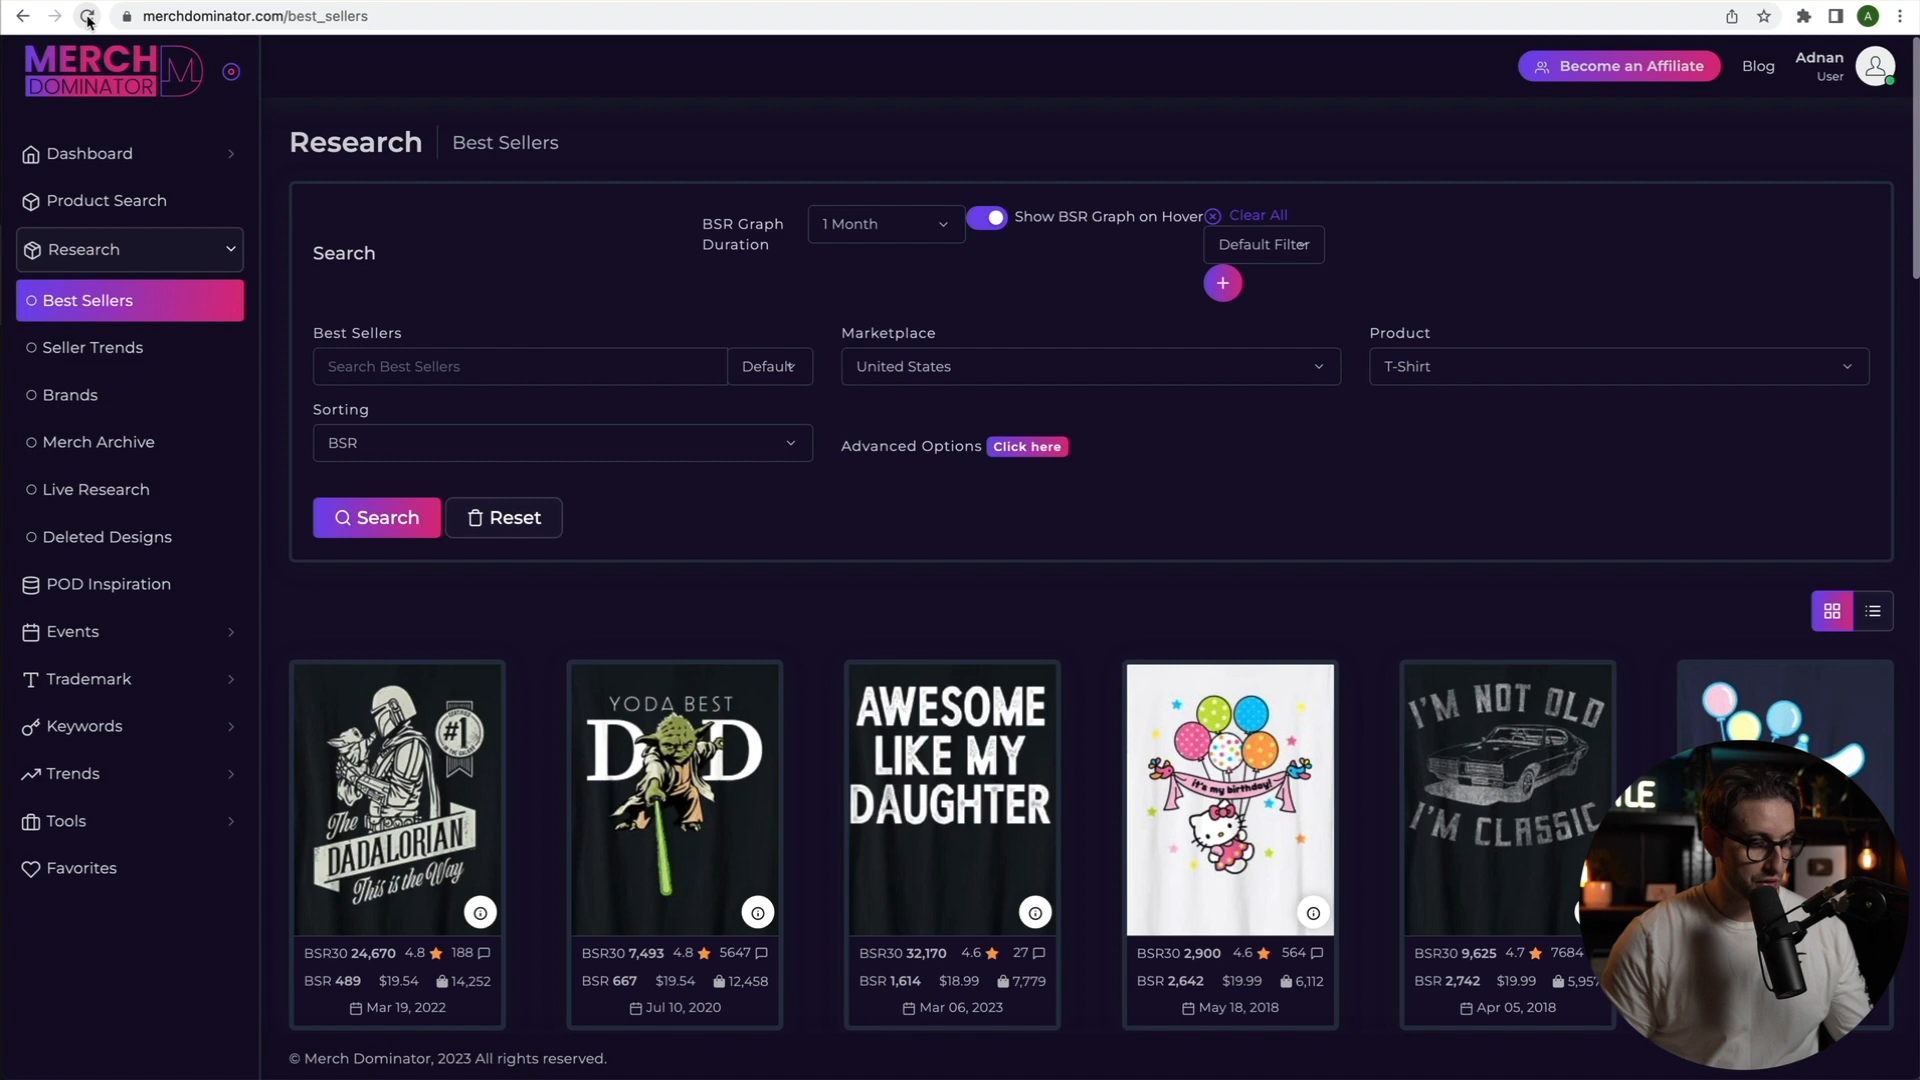 merchdominator.com/best_sellers
A
MERCH
DOMINATOR
Become an Affiliate
Blog
Adnan
User
Dashboard
Product Search
Research
Best Sellers
Seller Trends
Brands
Merch Archive
Live Research
Deleted Designs
POD Inspiration
Events
Trademark
Keywords
Trends
Tools
Favorites
Research
Best Sellers
Search
BSR Graph
Duration
1 Month
Show BSR Graph on Hover
Clear All
Default Filter
+
Best Sellers
Search Best Sellers
Default
Marketplace
United States
Product
T-Shirt
Sorting
BSR
Advanced Options Click here
Search
Reset
CERTIFIED
#1
The
DADALORIAN
This is the Way
BSR30 24,670 4.8 188
BSR 489 $19.54 14,252
Mar 19, 2022
YODA BEST
DAD
BSR30 7,493 4.8 5647
BSR 667 $19.54 12,458
Jul 10, 2020
AWESOME
LIKE MY
DAUGHTER
BSR30 32,170 4.6 27
BSR 1,614 $18.99 7,779
Mar 06, 2023
it's my birthday!
BSR30 2,900 4.6 564
BSR 2,642 $19.99 6,112
May 18, 2018
I'M NOT OLD
I'M CLASSIC
BSR30 9,625 4.7 7684
BSR 2,742 $19.99 5,957
Apr 05, 2018
© Merch Dominator, 2023 All rights reserved.